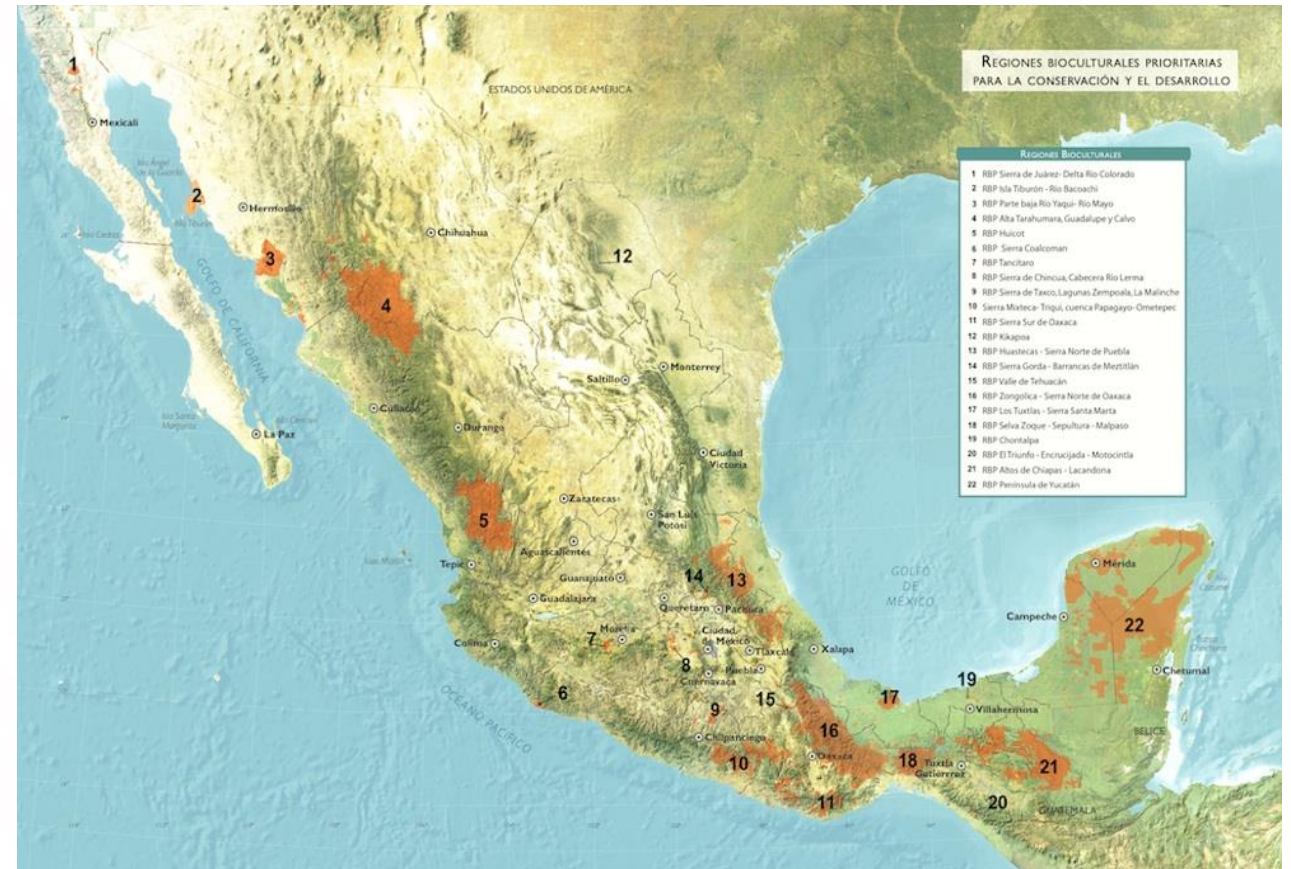 REGIONES BIOCULTURALES PRIORITARIAS
PARA LA CONSERVACIÓN Y EL DESARROLLO
REGIONES BIOCULTURALES
1 RBP Sierra de Juárez- Delta Río Colorado
2 RBP Isla Tiburón - Río Bacoachi
3 RBP Parte baja Río Yaqui- Río Mayo
4 RBP Alta Tarahumara, Guadalupe y Calvo
5 RBP Huicot
6 RBP Sierra Coalcoman
7 RBP Tancítaro
8 RBP Sierra de Chincua, Cabecera Río Lerma
9 RBP Sierra de Taxco, Lagunas Zempoala, La Malinche
10 Sierra Mixteca- Triqui, cuenca Papagayo- Ometepec
11 RBP Sierra Sur de Oaxaca
12 RBP Kikapoa
13 RBP Huastecas - Sierra Norte de Puebla
14 RBP Sierra Gorda - Barrancas de Meztitlán
15 RBP Valle de Tehuacán
16 RBP Zongolica - Sierra Norte de Oaxaca
17 RBP Los Tuxtlas - Sierra Santa Marta
18 RBP Selva Zoque - Sepultura - Malpaso
19 RBP Chontalpa
20 RBP El Triunfo - Encrucijada - Motocintla
21 RBP Altos de Chiapas - Lacandona
22 RBP Península de Yucatán
ESTADOS UNIDOS DE AMÉRICA
1
Mexicali
2
Hermosillo
Chihuahua
12
3
4
GOLFO DE CALIFORNIA
Monterrey
Saltillo
Culiacán
La Paz
Durango
Ciudad
Victoria
Zacatecas
San Luis
Potosí
5
Aguascalientes
Tepic
14
13
Guanajuato
Guadalajara
Querétaro
Pachuca
GOLFO
DE
MÉXICO
Mérida
Campeche
22
Chetumal
7
Morelia
Colima
Ciudad
de México
Tlaxcala
Xalapa
8
Puebla
Cuernavaca
6
15
9
17
19
Villahermosa
OCÉANO PACÍFICO
Chilpancingo
16
BELICE
10
Oaxaca
18
Tuxtla
Gutiérrez
21
11
20
GUATEMALA